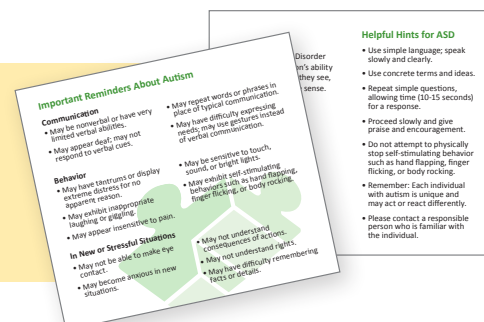 Important Reminders About Autism
Communication
• May be nonverbal or have very
limited verbal abilities.
• May appear deaf; may not
respond to verbal cues.
• May repeat words or phrases in
place of typical communication.
• May have difficulty expressing
needs; may use gestures instead
of verbal communication.
Behavior
• May have tantrums or display
extreme distress for no
apparent reason.
• May exhibit inappropriate
laughing or giggling.
• May appear insensitive to pain.
• May be sensitive to touch,
sound, or bright lights.
• May exhibit self-stimulating
behaviors such as hand flapping,
finger flicking, or body rocking.
In New or Stressful Situations
• May not be able to make eye
contact.
• May become anxious in new
situations.
• May not understand
consequences of actions.
• May not understand rights.
• May have difficulty remembering
facts or details.
Disorder
ability
they see,
sense.
Helpful Hints for ASD
• Use simple language; speak
slowly and clearly.
• Use concrete terms and ideas.
• Repeat simple questions,
allowing time (10-15 seconds)
for a response.
• Proceed slowly and give
praise and encouragement.
• Do not attempt to physically
stop self-stimulating behavior
such as hand flapping, finger
flicking, or body rocking.
• Remember: Each individual
with autism is unique and
may act or react differently.
• Please contact a responsible
person who is familiar with
the individual.